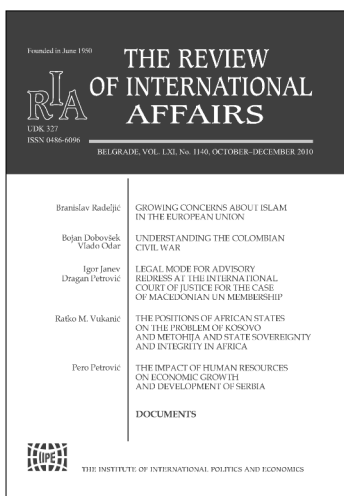 Founded in June 1950
THE REVIEW
OF INTERNATIONAL
AFFAIRS
RIA
UDK 327
ISSN 0486-6096
BELGRADE, VOL. LXI, No. 1140, OCTOBER–DECEMBER 2010
Branislav Radeljić
GROWING CONCERNS ABOUT ISLAM
IN THE EUROPEAN UNION
Bojan Dobovšek
Vlado Odar
UNDERSTANDING THE COLOMBIAN
CIVIL WAR
Igor Janev
Dragan Petrović
LEGAL MODE FOR ADVISORY
REDRESS AT THE INTERNATIONAL
COURT OF JUSTICE FOR THE CASE
OF MACEDONIAN UN MEMBERSHIP
Ratko M. Vukanić
THE POSITIONS OF AFRICAN STATES
ON THE PROBLEM OF KOSOVO
AND METOHIJA AND STATE SOVEREIGNTY
AND INTEGRITY IN AFRICA
Pero Petrović
THE IMPACT OF HUMAN RESOURCES
ON ECONOMIC GROWTH
AND DEVELOPMENT OF SERBIA
DOCUMENTS
IIPE
THE INSTITUTE OF INTERNATIONAL POLITICS AND ECONOMICS